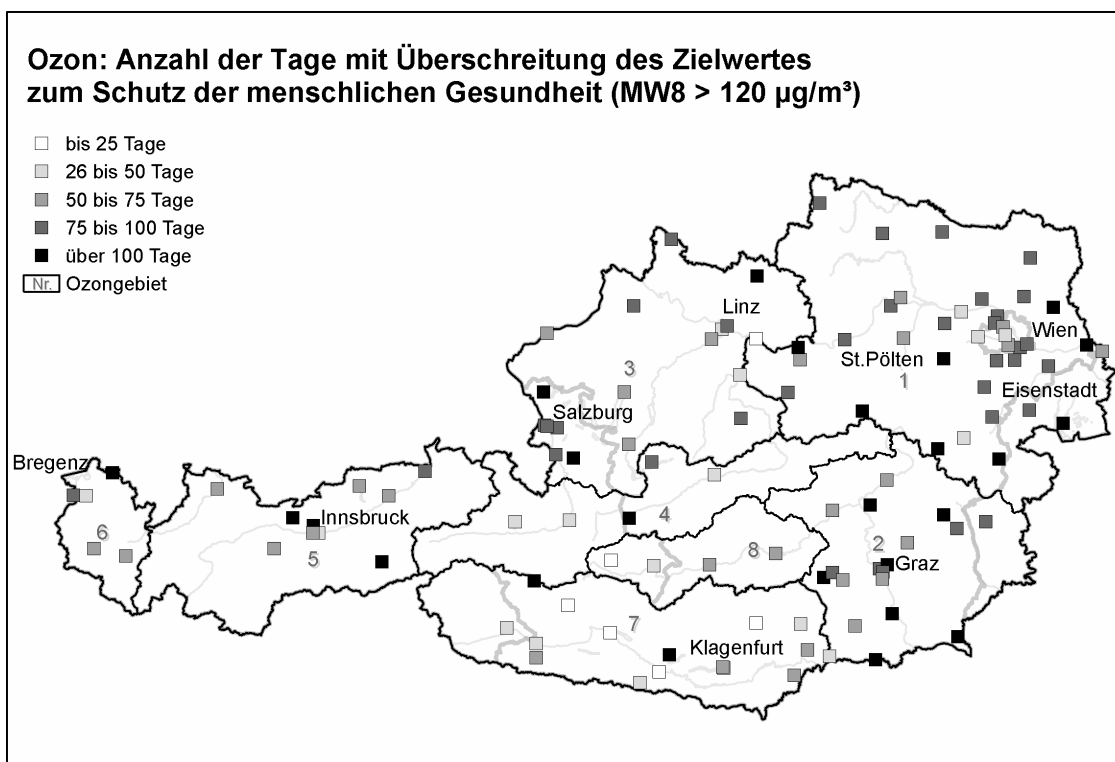 Ozon: Anzahl der Tage mit Überschreitung des Zielwertes
zum Schutz der menschlichen Gesundheit (MW8 > 120 µg/m³)
bis 25 Tage
26 bis 50 Tage
50 bis 75 Tage
75 bis 100 Tage
über 100 Tage
Nr. Ozongebiet
Linz
Wien
St.Pölten
3
1
Eisenstadt
Salzburg
Bregenz
Innsbruck
4
6
5
8
2
Graz
7
Klagenfurt